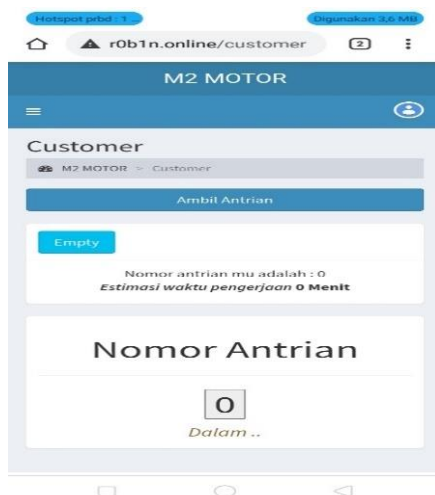 Hotspot prbd : 1 ...
Digunakan 3,6 MB
r0b1n.online/customer
2
M2 MOTOR
Customer
M2 MOTOR > Customer
Ambil Antrian
Empty
Nomor antrian mu adalah : 0
Estimasi waktu pengerjaan 0 Menit
Nomor Antrian
0
Dalam ..